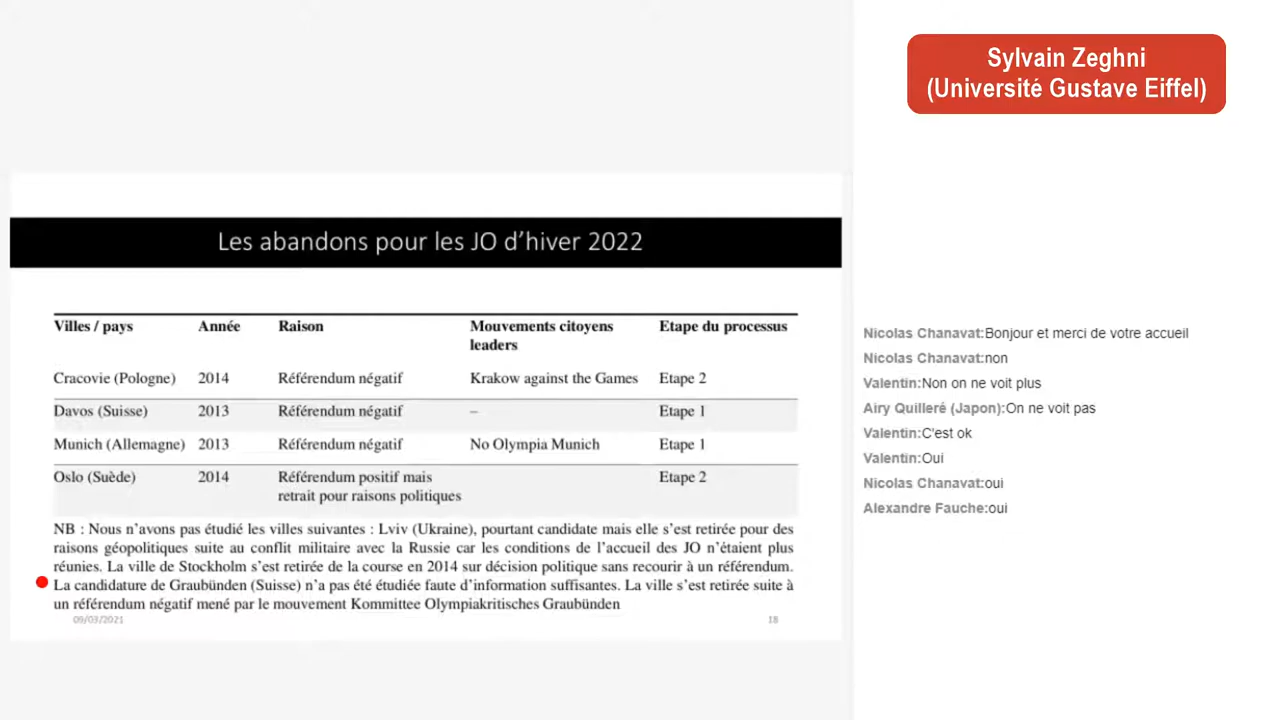 Sylvain Zeghni
(Université Gustave Eiffel)
Les abandons pour les JO d'hiver 2022
Villes / pays Année Raison Mouvements citoyens leaders Etape du processus
Cracovie (Pologne) 2014 Référendum négatif Krakow against the Games Etape 2
Davos (Suisse) 2013 Référendum négatif – Etape 1
Munich (Allemagne) 2013 Référendum négatif No Olympia Munich Etape 1
Oslo (Suède) 2014 Référendum positif mais retrait pour raisons politiques Etape 2
NB : Nous n'avons pas étudié les villes suivantes : Lviv (Ukraine), pourtant candidate mais elle s'est retirée pour des
raisons géopolitiques suite au conflit militaire avec la Russie car les conditions de l'accueil des JO n'étaient plus
réunies. La ville de Stockholm s'est retirée de la course en 2014 sur décision politique sans recourir à un référendum.
La candidature de Graubünden (Suisse) n'a pas été étudiée faute d'information suffisantes. La ville s'est retirée suite à
un référendum négatif mené par le mouvement Kommittee Olympiakritisches Graubünden
09/03/2021
18
Nicolas Chanavat:Bonjour et merci de votre accueil
Nicolas Chanavat:non
Valentin:Non on ne voit plus
Airy Quilleré (Japon):On ne voit pas
Valentin:C'est ok
Valentin:Oui
Nicolas Chanavat:oui
Alexandre Fauche:oui